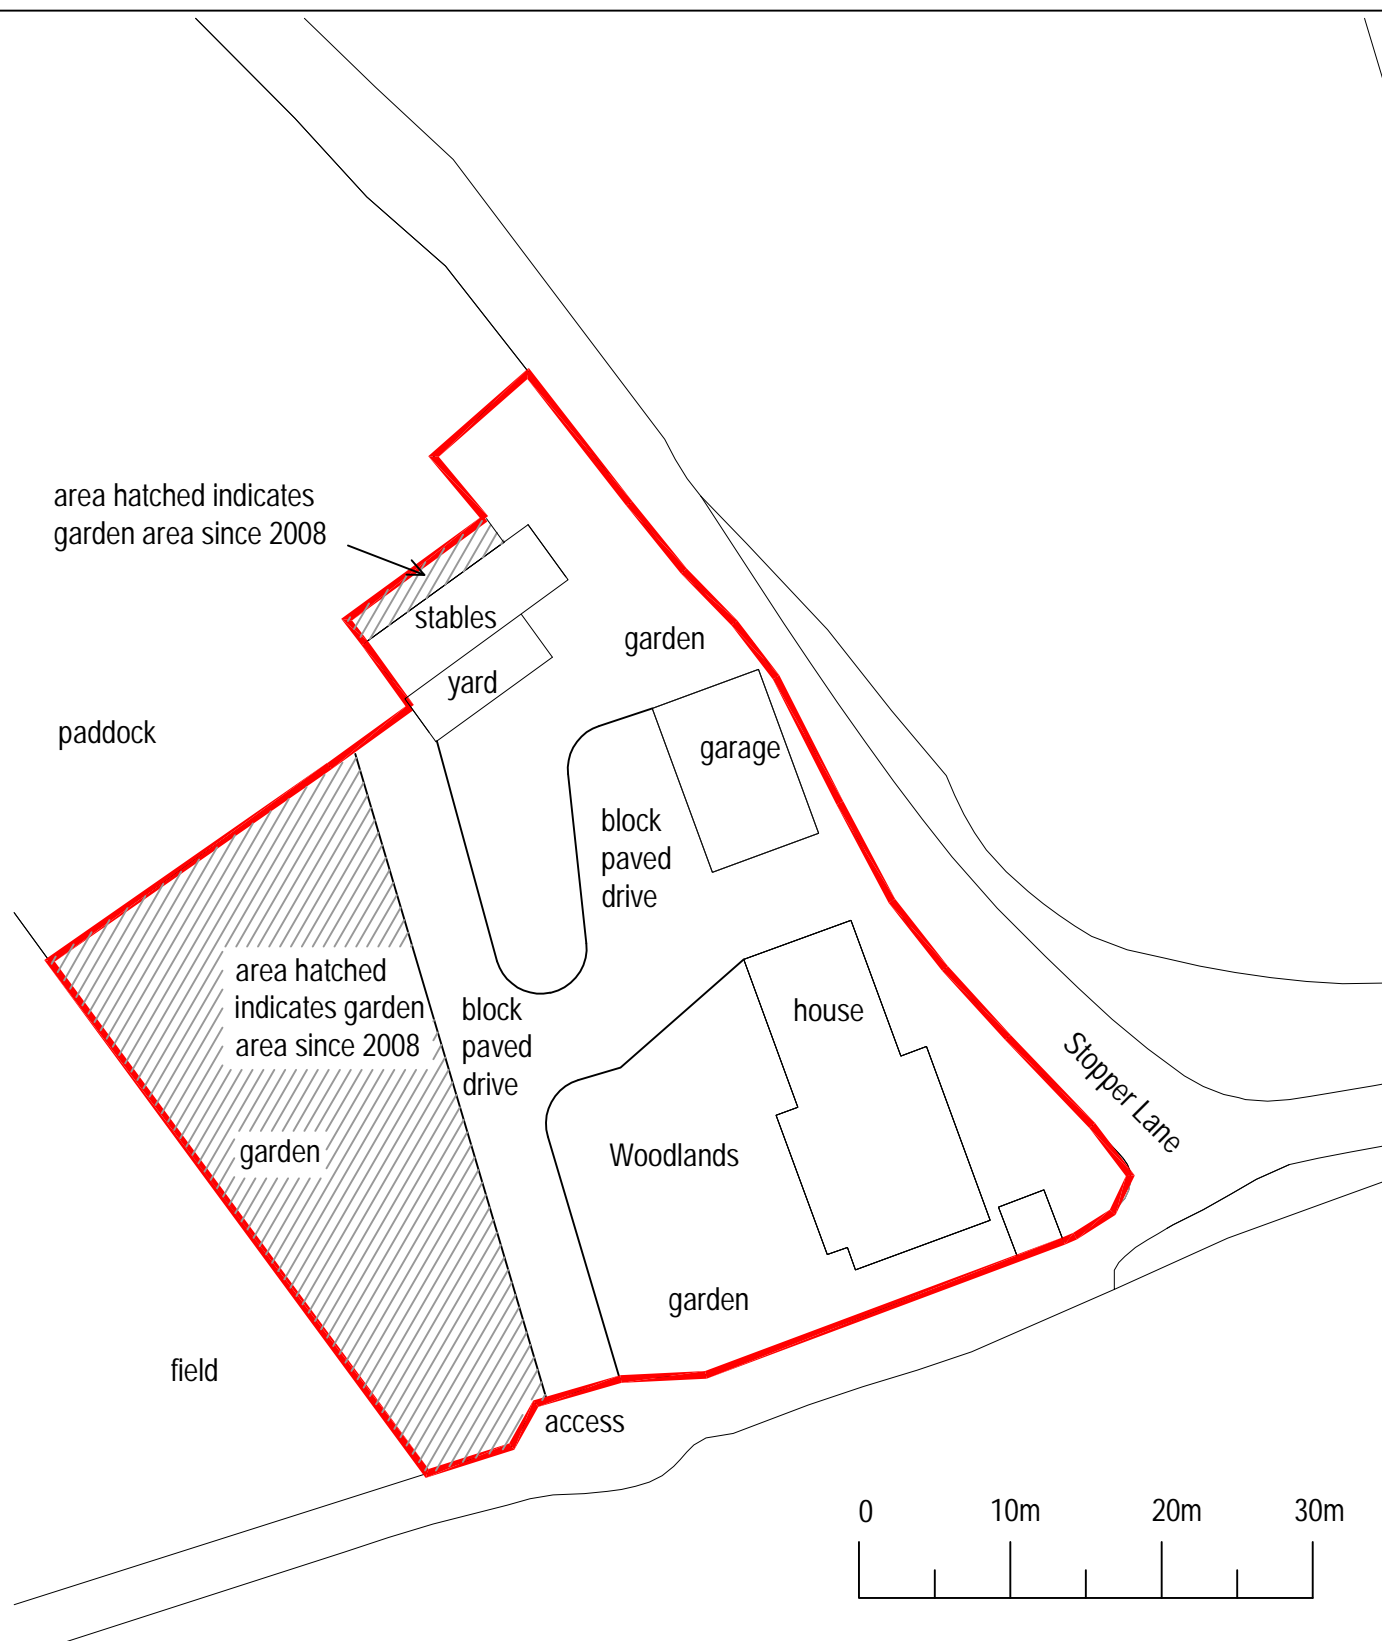 area hatched indicates
garden area since 2008
stables
garden
yard
paddock
garage
block
paved
drive
area hatched
indicates garden
area since 2008
block
paved
drive
house
Stopper Lane
garden
Woodlands
garden
field
access
0 10m 20m 30m